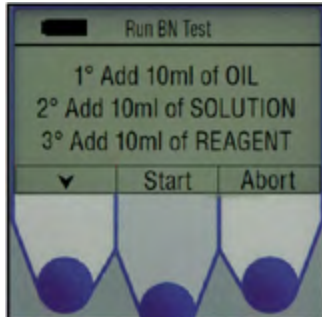 Run BN Test
1° Add 10ml of OIL
2° Add 10ml of SOLUTION
3° Add 10ml of REAGENT
Start Abort